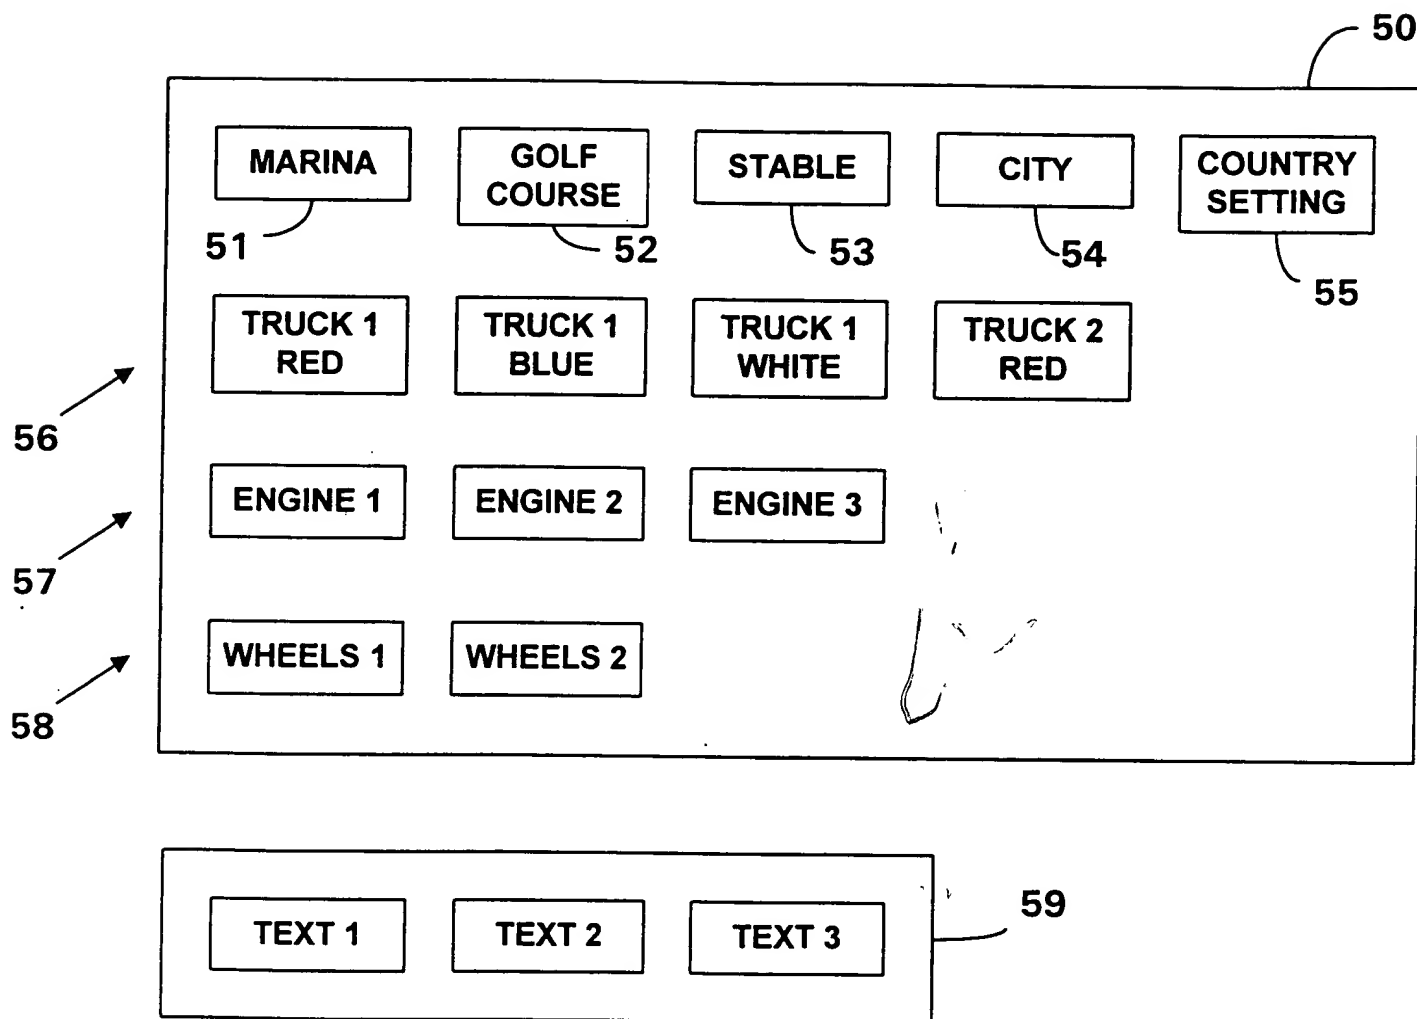 50
MARINA
GOLF
COURSE
STABLE
CITY
COUNTRY
SETTING
51
52
53
54
55
TRUCK 1
RED
TRUCK 1
BLUE
TRUCK 1
WHITE
TRUCK 2
RED
56
ENGINE 1
ENGINE 2
ENGINE 3
57
WHEELS 1
WHEELS 2
58
TEXT 1
TEXT 2
TEXT 3
59